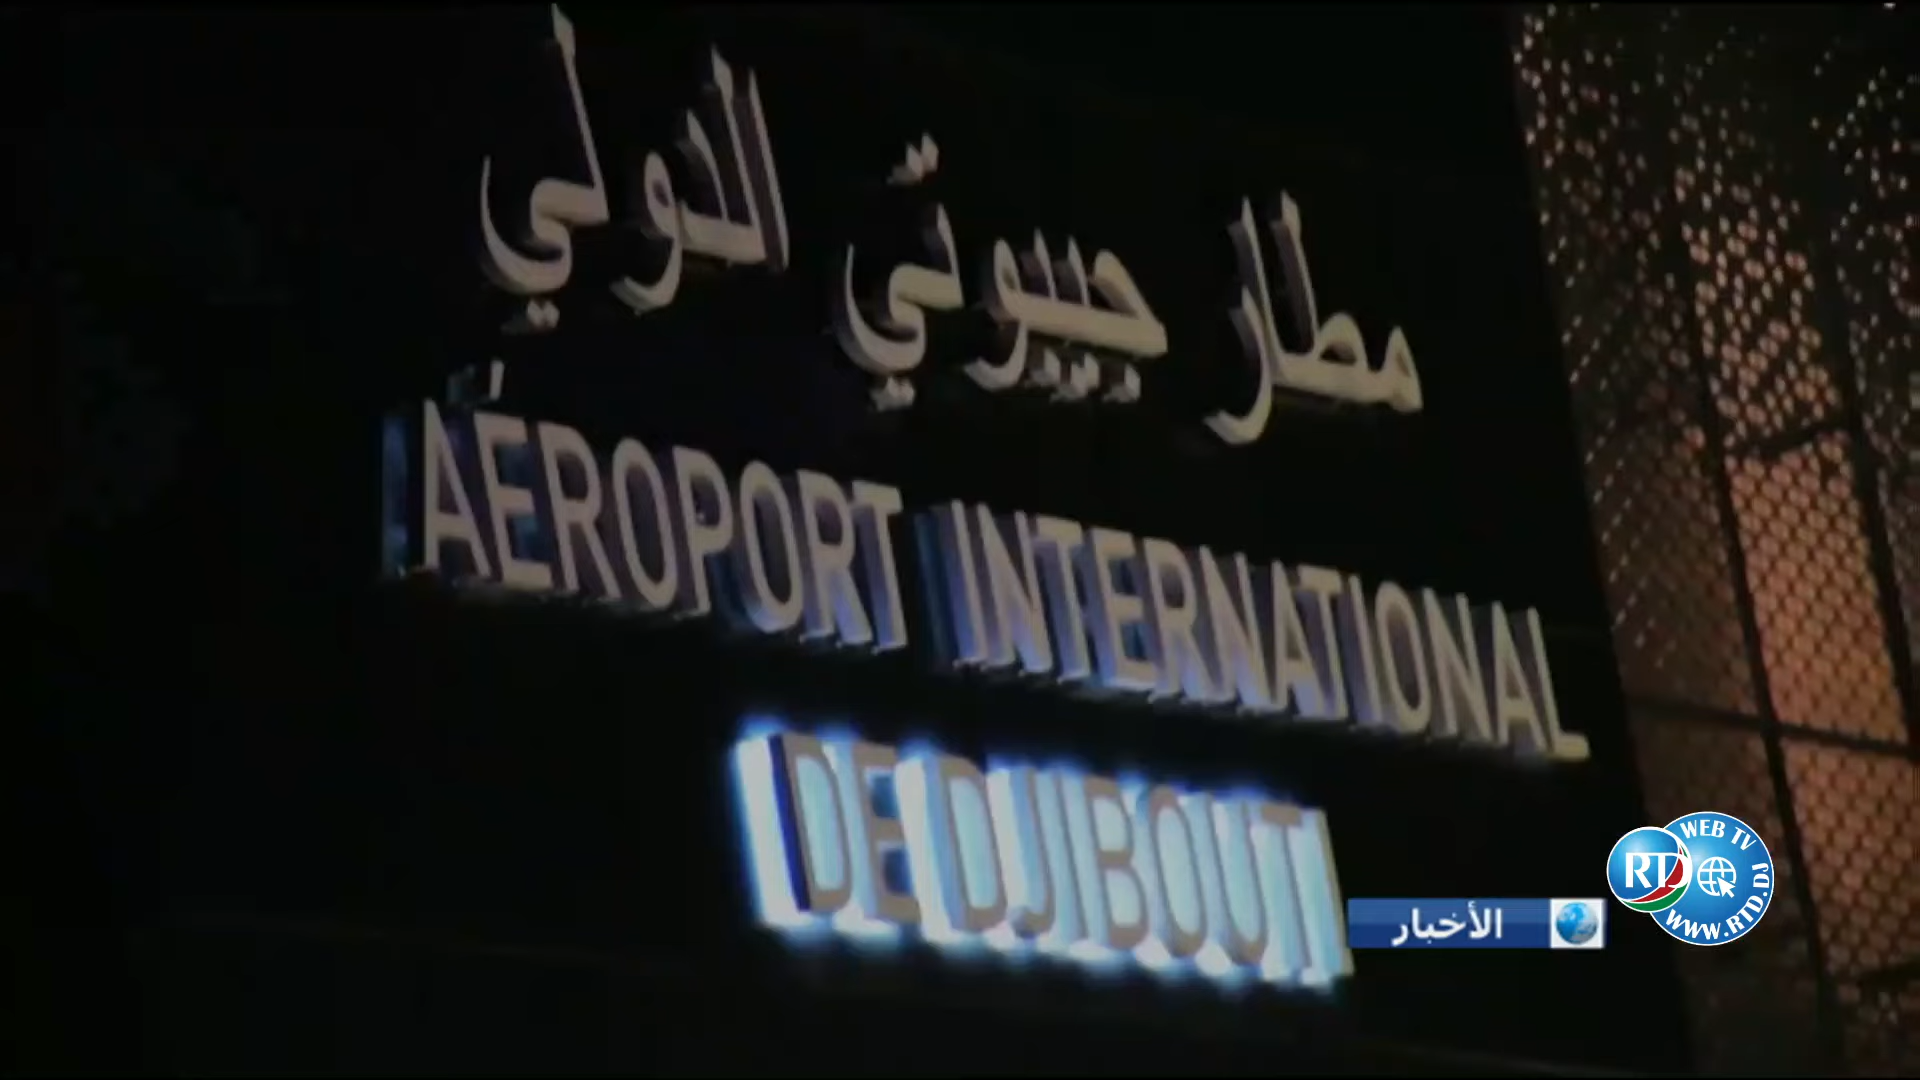 مطار جيبوتي الدولي
AÉROPORT INTERNATIONAL
DE DJIBOUTI
الأخبار
RTD
WEB TV
WWW.RTD.DJ